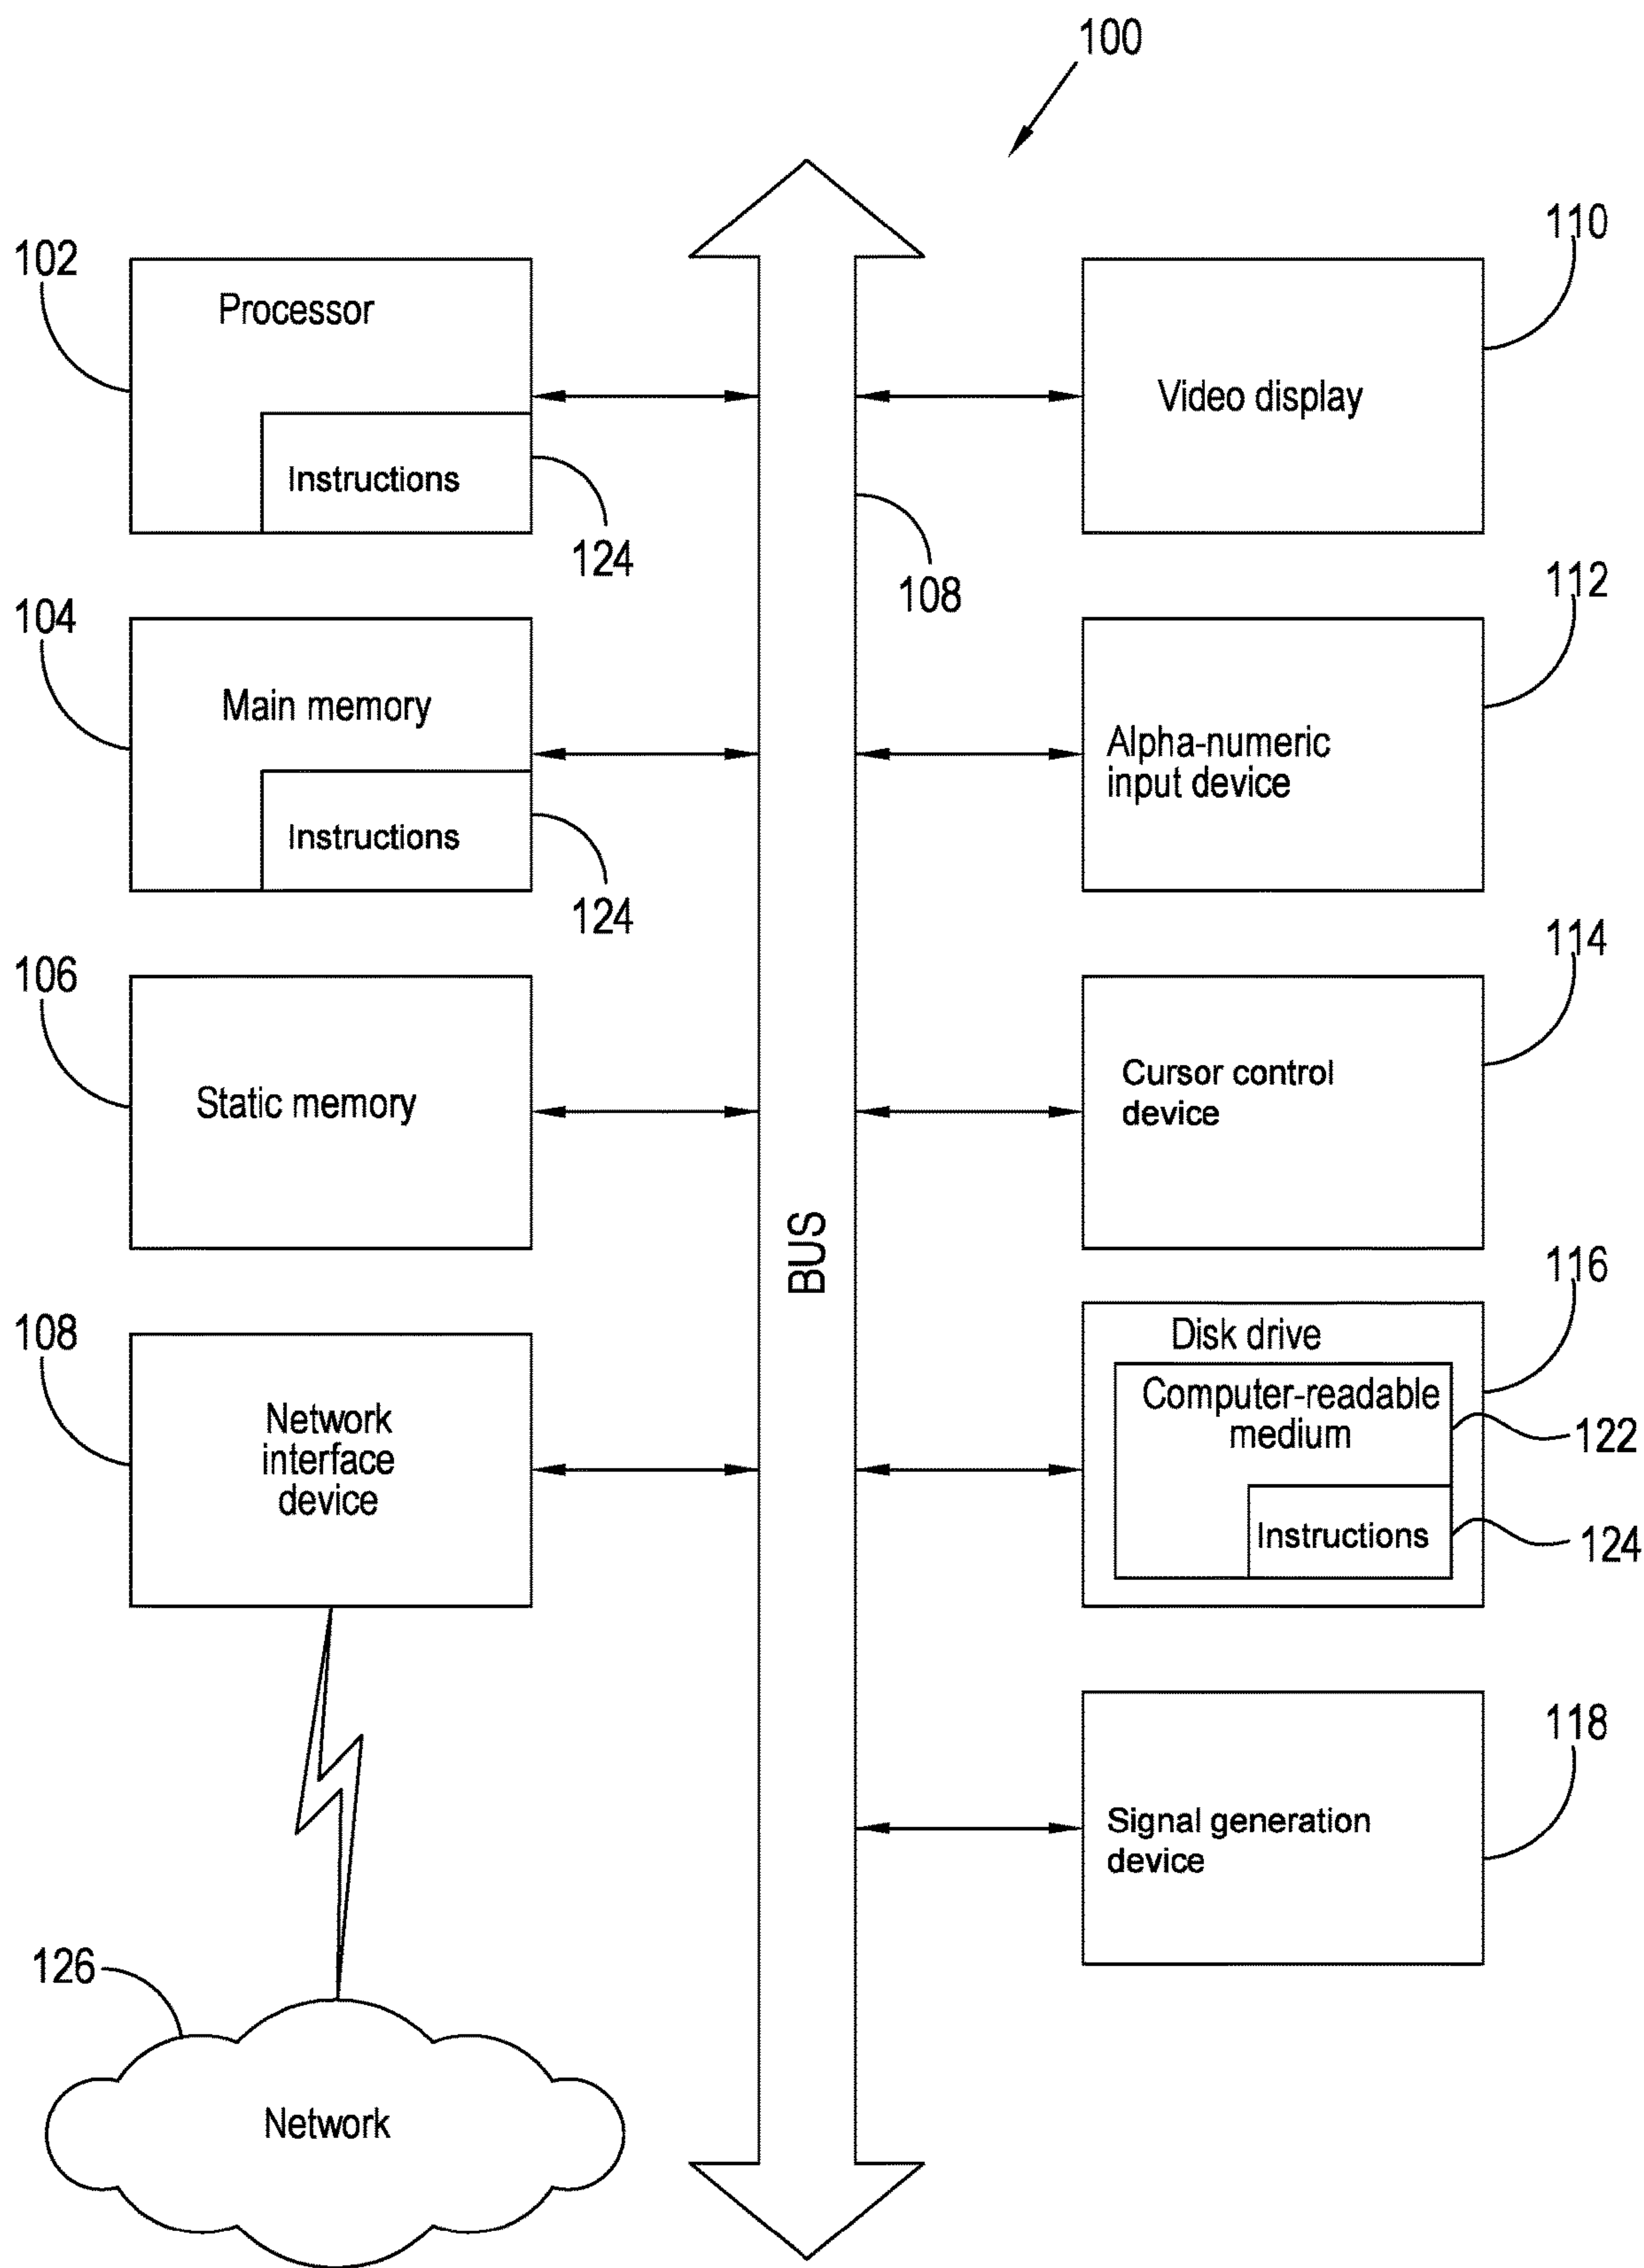 100
102
Processor
Instructions
124
104
Main memory
Instructions
124
106
Static memory
108
Network
interface
device
126
Network
BUS
108
110
Video display
112
Alpha-numeric
input device
114
Cursor control
device
116
Disk drive
Computer-readable
medium
122
Instructions
124
118
Signal generation
device